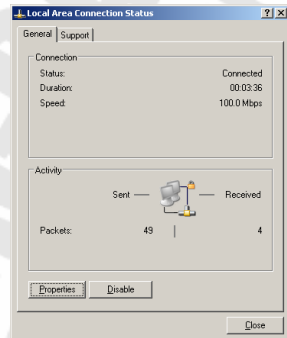 Local Area Connection Status
General Support
Connection
Status: Connected
Duration: 00:03:36
Speed: 100.0 Mbps
Activity
Sent — — Received
Packets: 49 | 4
Properties Disable
Close